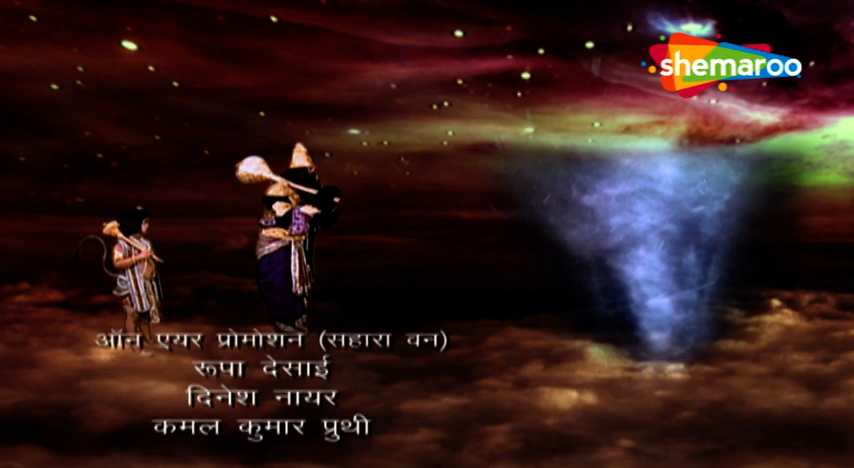 shemaroo
ऑन एयर प्रोमोशन (सहारा वन)
रूपा देसाई
दिनेश नायर
कमल कुमार प्रुथी